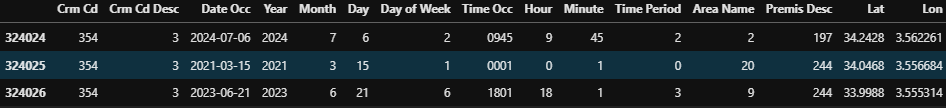 Crm Cd Crm Cd Desc Date Occ Year Month Day Day of Week Time Occ Hour Minute Time Period Area Name Premis Desc Lat Lon
324024 354 3 2024-07-06 2024 7 6 2 0945 9 45 2 2 197 34.2428 3.562261
324025 354 3 2021-03-15 2021 3 15 1 0001 0 1 0 20 244 34.0468 3.556684
324026 354 3 2023-06-21 2023 6 21 6 1801 18 1 3 9 244 33.9988 3.555314